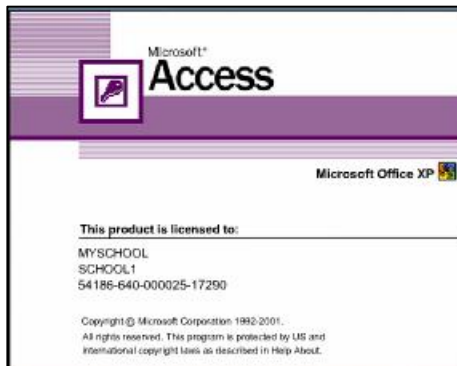 Microsoft®
Access
Microsoft Office XP
This product is licensed to:
MYSCHOOL
SCHOOL1
54186-640-000025-17290
Copyright © Microsoft Corporation 1992-2001.
All rights reserved. This program is protected by US and
international copyright laws as described in Help About.